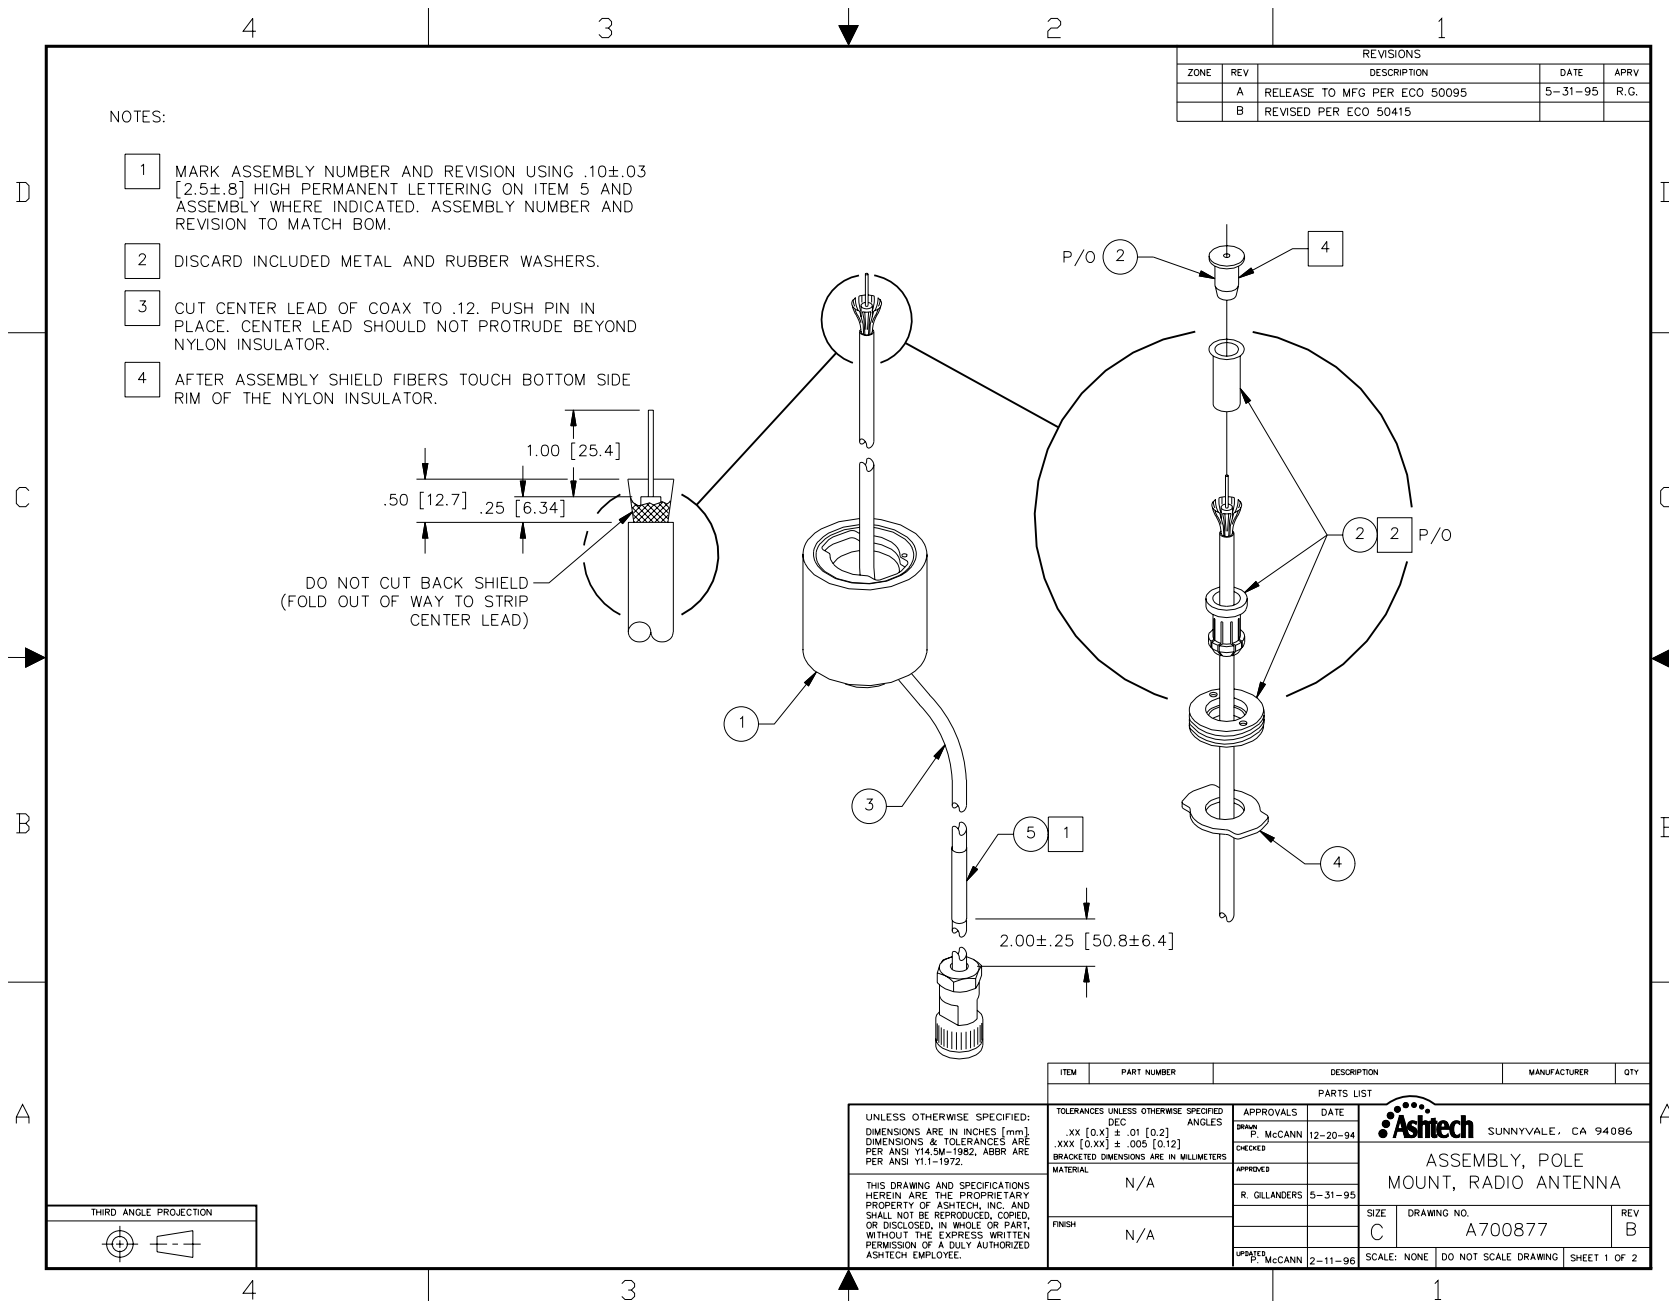 4
3
2
1
REVISIONS
ZONE REV DESCRIPTION DATE APRV
A RELEASE TO MFG PER ECO 50095 5-31-95 R.G.
B REVISED PER ECO 50415
NOTES:
1 MARK ASSEMBLY NUMBER AND REVISION USING .10±.03
[2.5±.8] HIGH PERMANENT LETTERING ON ITEM 5 AND
ASSEMBLY WHERE INDICATED. ASSEMBLY NUMBER AND
REVISION TO MATCH BOM.
2 DISCARD INCLUDED METAL AND RUBBER WASHERS.
3 CUT CENTER LEAD OF COAX TO .12. PUSH PIN IN
PLACE. CENTER LEAD SHOULD NOT PROTRUDE BEYOND
NYLON INSULATOR.
4 AFTER ASSEMBLY SHIELD FIBERS TOUCH BOTTOM SIDE
RIM OF THE NYLON INSULATOR.
D
D
P/O 2
4
1.00 [25.4]
.50 [12.7]
.25 [6.34]
C
C
2 2 P/O
DO NOT CUT BACK SHIELD
(FOLD OUT OF WAY TO STRIP
CENTER LEAD)
1
3
B
B
5 1
4
2.00±.25 [50.8±6.4]
ITEM PART NUMBER DESCRIPTION MANUFACTURER QTY
PARTS LIST
A
A
UNLESS OTHERWISE SPECIFIED:
DIMENSIONS ARE IN INCHES [mm].
DIMENSIONS & TOLERANCES ARE
PER ANSI Y14.5M-1982, ABBR ARE
PER ANSI Y1.1-1972.
THIS DRAWING AND SPECIFICATIONS
HEREIN ARE THE PROPRIETARY
PROPERTY OF ASHTECH, INC. AND
SHALL NOT BE REPRODUCED, COPIED,
OR DISCLOSED, IN WHOLE OR PART,
WITHOUT THE EXPRESS WRITTEN
PERMISSION OF A DULY AUTHORIZED
ASHTECH EMPLOYEE.
TOLERANCES UNLESS OTHERWISE SPECIFIED
DEC ANGLES
.XX [0.X] ± .01 [0.2]
.XXX [0.XX] ± .005 [0.12]
BRACKETED DIMENSIONS ARE IN MILLIMETERS
MATERIAL
N/A
FINISH
N/A
APPROVALS DATE
DRAWN
P. McCANN 12-20-94
CHECKED
APPROVED
R. GILLANDERS 5-31-95
UPDATED
P. McCANN 2-11-96
Ashtech SUNNYVALE, CA 94086
ASSEMBLY, POLE
MOUNT, RADIO ANTENNA
SIZE DRAWING NO. REV
C A700877 B
SCALE: NONE DO NOT SCALE DRAWING SHEET 1 OF 2
THIRD ANGLE PROJECTION
4
3
2
1